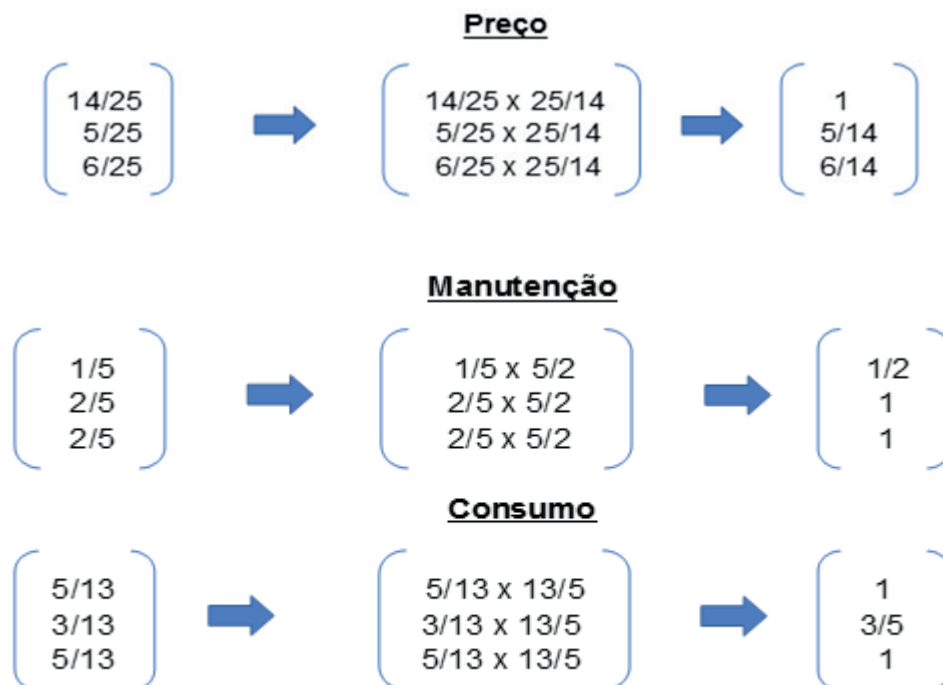 Preço
14/25 14/25 x 25/14 1
5/25 5/25 x 25/14 5/14
6/25 6/25 x 25/14 6/14
Manutenção
1/5 1/5 x 5/2 1/2
2/5 2/5 x 5/2 1
2/5 2/5 x 5/2 1
Consumo
5/13 5/13 x 13/5 1
3/13 3/13 x 13/5 3/5
5/13 5/13 x 13/5 1